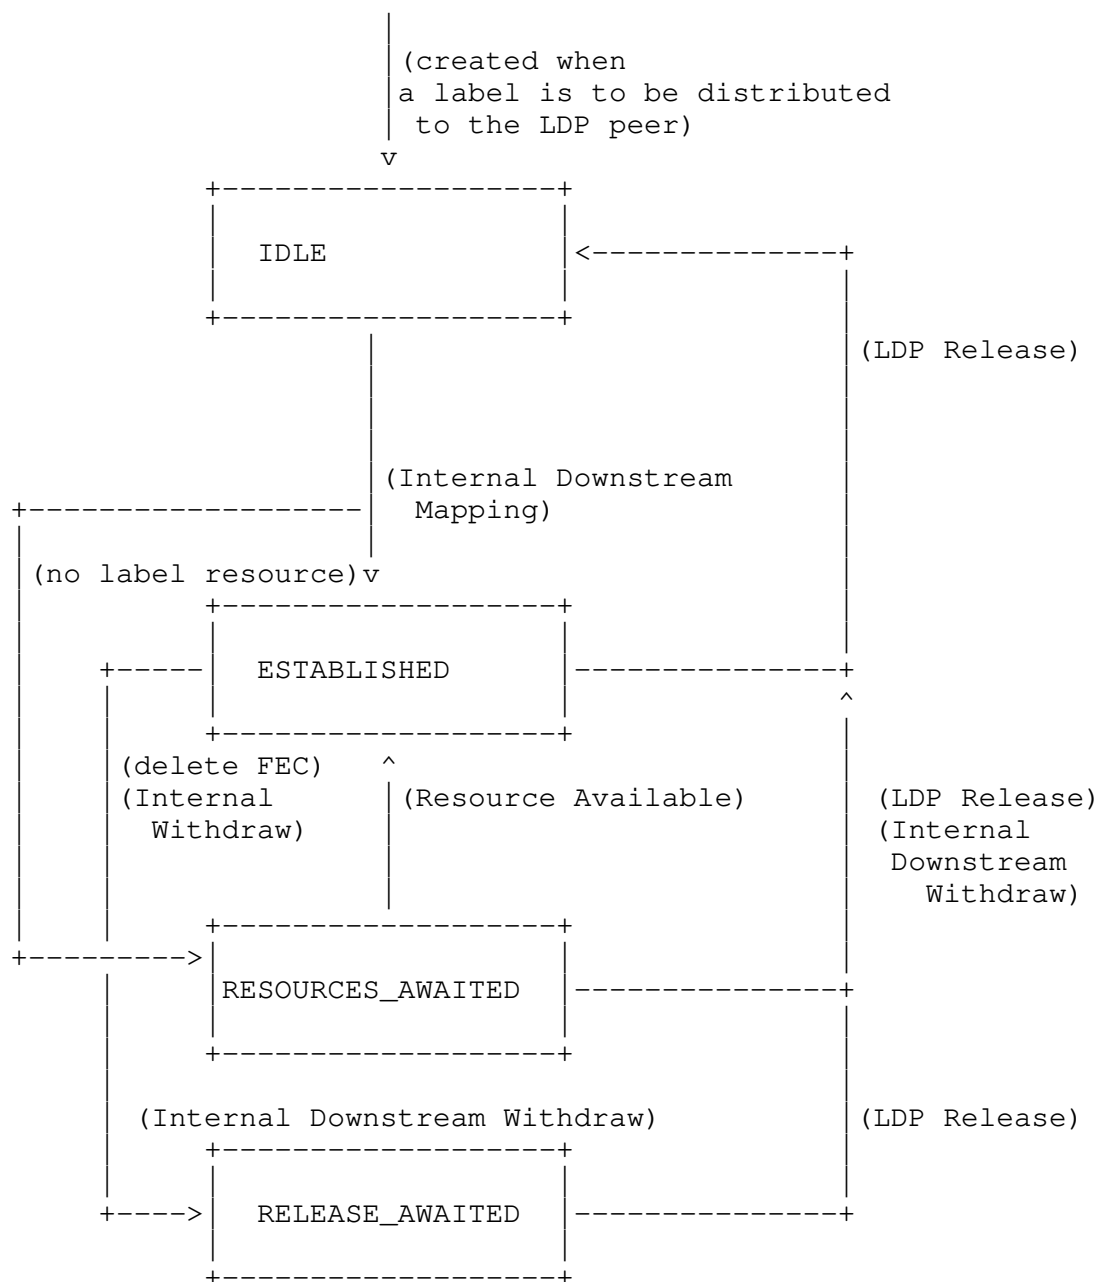 (created when
a label is to be distributed
to the LDP peer)
IDLE
(LDP Release)
(Internal Downstream
Mapping)
(no label resource)
ESTABLISHED
(delete FEC)
(Internal
Withdraw)
(Resource Available)
(LDP Release)
(Internal
Downstream
Withdraw)
RESOURCES_AWAITED
(Internal Downstream Withdraw)
(LDP Release)
RELEASE_AWAITED